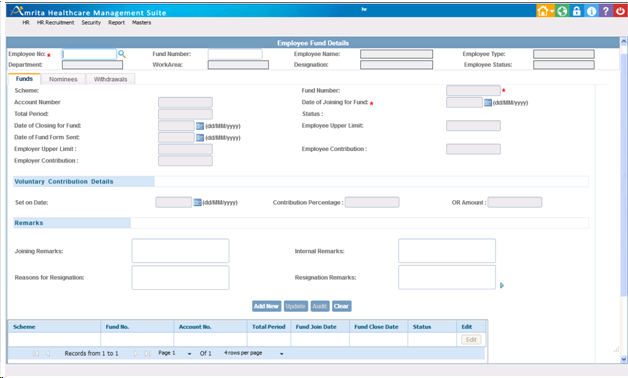 Amrita Healthcare Management Suite
hr
HR HR Recruitment Security Report Masters
Employee Fund Details
Employee No: * Fund Number: Employee Name: Employee Type:
Department: WorkArea: Designation: Employee Status:
Funds Nominees Withdrawals
Scheme: Fund Number: *
Account Number Date of Joining for Fund: * (dd/MM/yyyy)
Total Period: Status :
Date of Closing for Fund: (dd/MM/yyyy) Employee Upper Limit:
Date of Fund Form Sent: (dd/MM/yyyy)
Employer Upper Limit : Employee Contribution :
Employer Contribution :
Voluntary Contribution Details
Set on Date: (dd/MM/yyyy) Contribution Percentage : OR Amount :
Remarks
Joining Remarks: Internal Remarks:
Reasons for Resignation: Resignation Remarks:
Add New Update Audit Clear
Scheme Fund No. Account No. Total Period Fund Join Date Fund Close Date Status Edit
Edit
Records from 1 to 1 Page 1 Of 1 4 rows per page